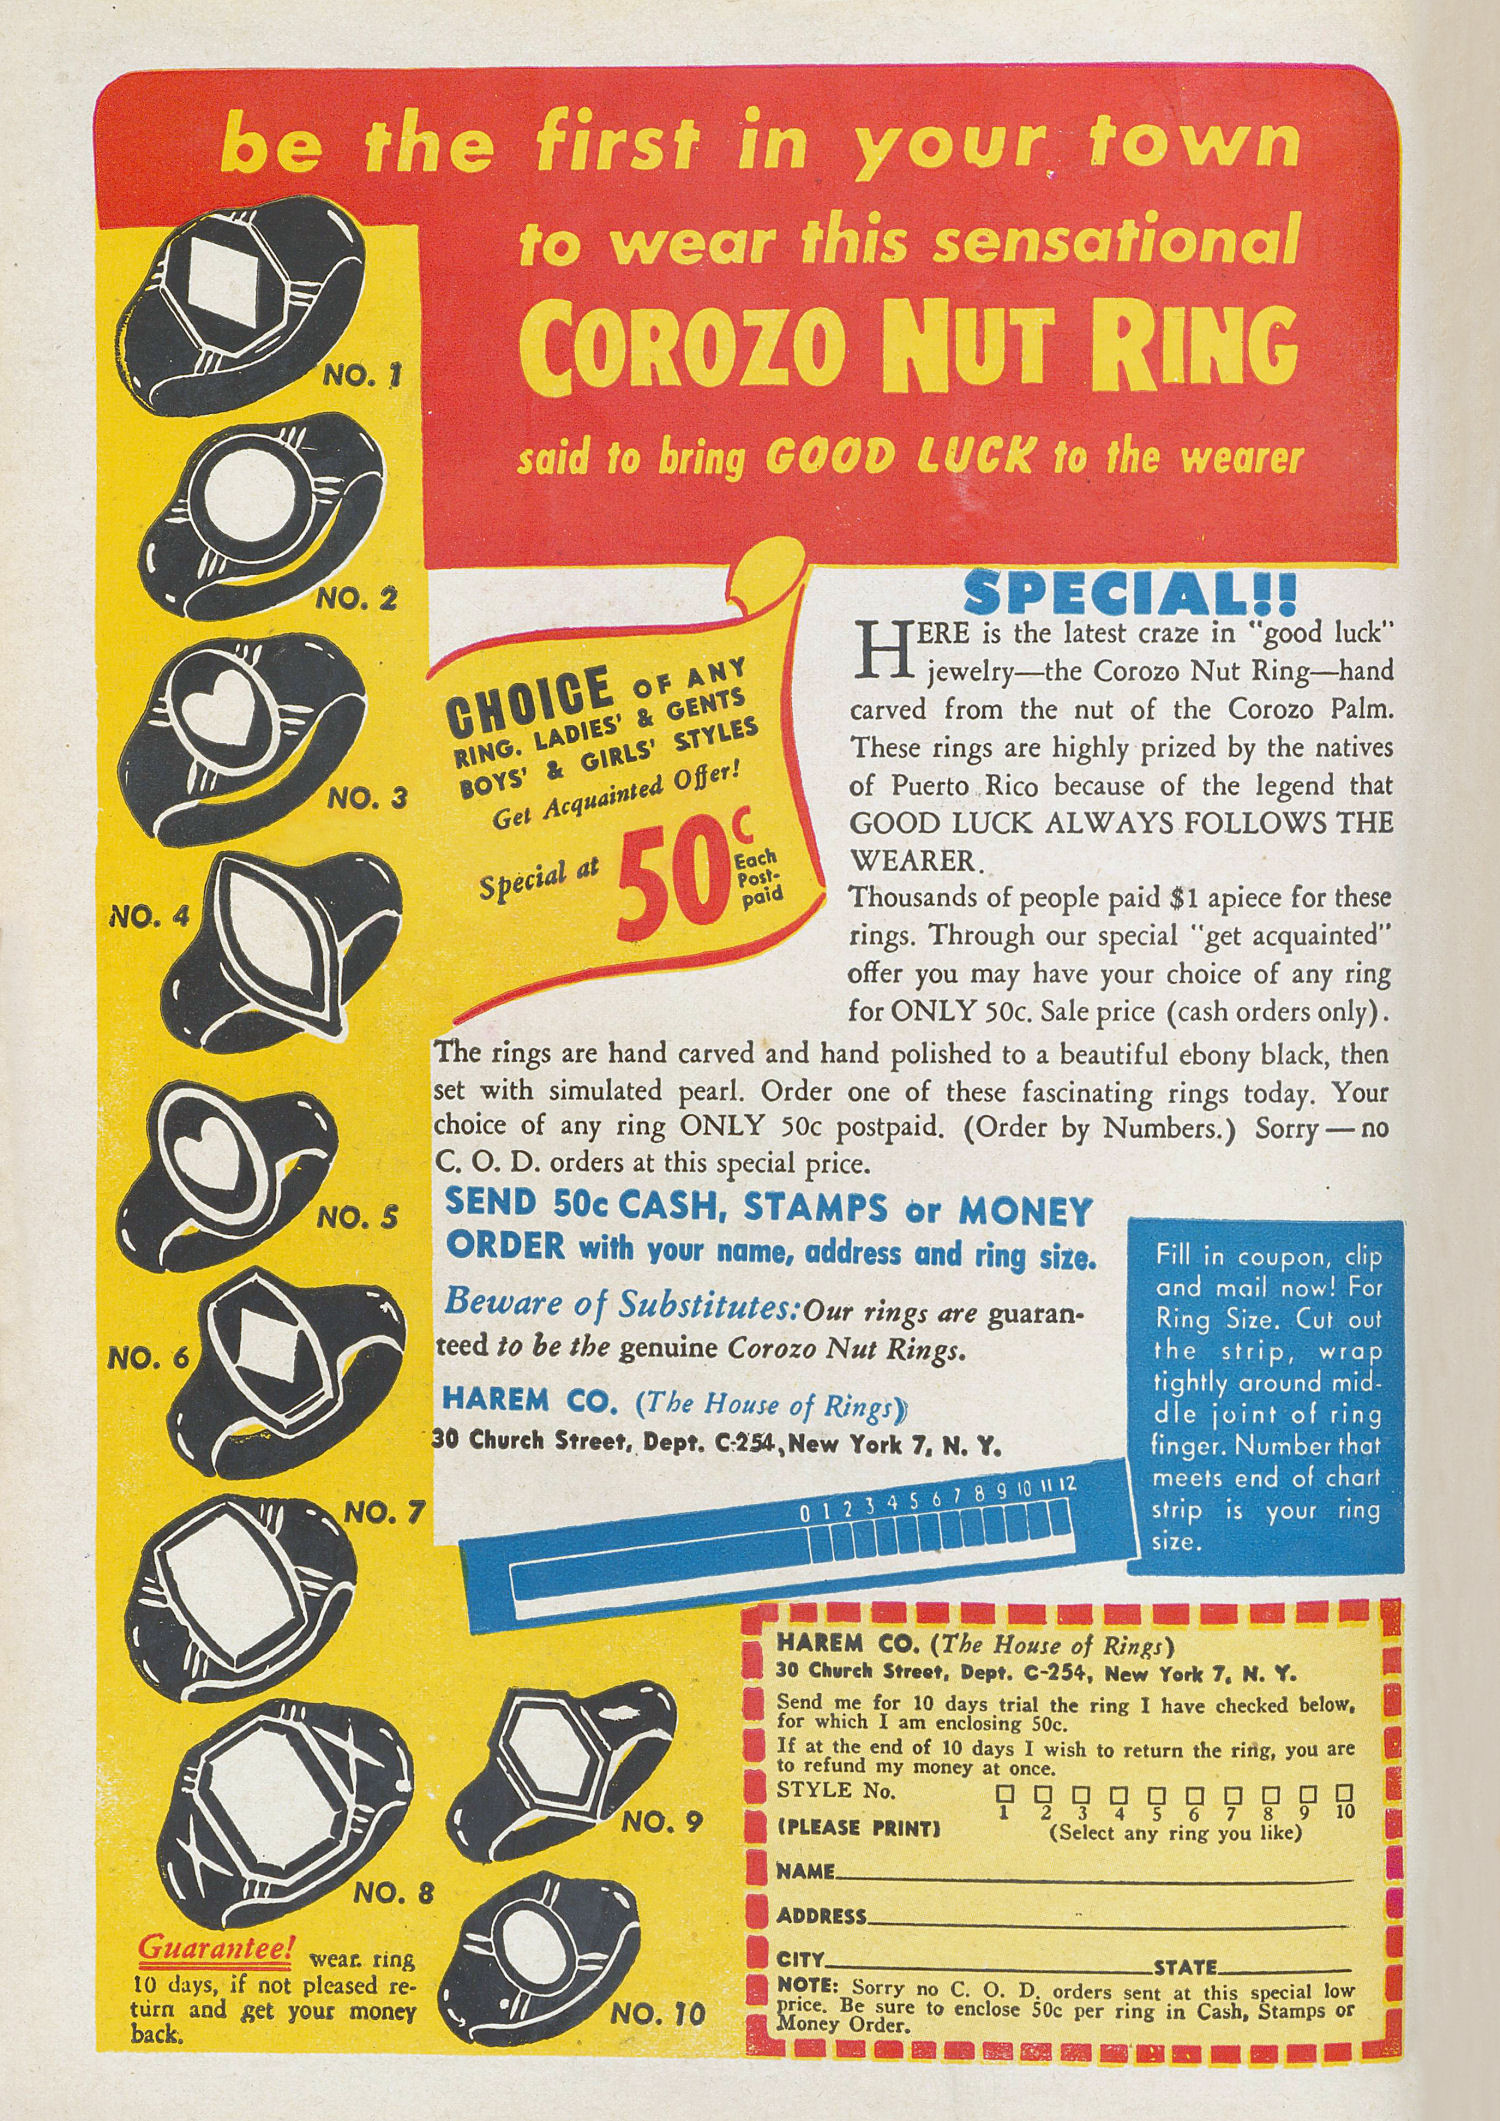 be the first in your town
to wear this sensational
COROZO NUT RING
said to bring GOOD LUCK to the wearer
NO. 1
NO. 2
NO. 3
NO. 4
NO. 5
NO. 6
NO. 7
NO. 8
NO. 9
NO. 10
CHOICE OF ANY
RING. LADIES' & GENTS
BOYS' & GIRLS' STYLES
Get Acquainted Offer!
Special at 50c Each
Post-
paid
SPECIAL!!
HERE is the latest craze in "good luck"
jewelry—the Corozo Nut Ring—hand
carved from the nut of the Corozo Palm.
These rings are highly prized by the natives
of Puerto Rico because of the legend that
GOOD LUCK ALWAYS FOLLOWS THE
WEARER.
Thousands of people paid $1 apiece for these
rings. Through our special "get acquainted"
offer you may have your choice of any ring
for ONLY 50c. Sale price (cash orders only).
The rings are hand carved and hand polished to a beautiful ebony black, then
set with simulated pearl. Order one of these fascinating rings today. Your
choice of any ring ONLY 50c postpaid. (Order by Numbers.) Sorry—no
C. O. D. orders at this special price.
SEND 50c CASH, STAMPS or MONEY
ORDER with your name, address and ring size.
Beware of Substitutes: Our rings are guaran-
teed to be the genuine Corozo Nut Rings.
HAREM CO. (The House of Rings)
30 Church Street, Dept. C-254, New York 7, N. Y.
0 1 2 3 4 5 6 7 8 9 10 11 12
Fill in coupon, clip
and mail now! For
Ring Size. Cut out
the strip, wrap
tightly around mid-
dle joint of ring
finger. Number that
meets end of chart
strip is your ring
size.
Guarantee! wear ring
10 days, if not pleased re-
turn and get your money
back.
HAREM CO. (The House of Rings)
30 Church Street, Dept. C-254, New York 7, N. Y.
Send me for 10 days trial the ring I have checked below,
for which I am enclosing 50c.
If at the end of 10 days I wish to return the ring, you are
to refund my money at once.
STYLE No. □ □ □ □ □ □ □ □ □ □
1 2 3 4 5 6 7 8 9 10
(PLEASE PRINT) (Select any ring you like)
NAME
ADDRESS
CITY STATE
NOTE: Sorry no C. O. D. orders sent at this special low
price. Be sure to enclose 50c per ring in Cash, Stamps or
Money Order.